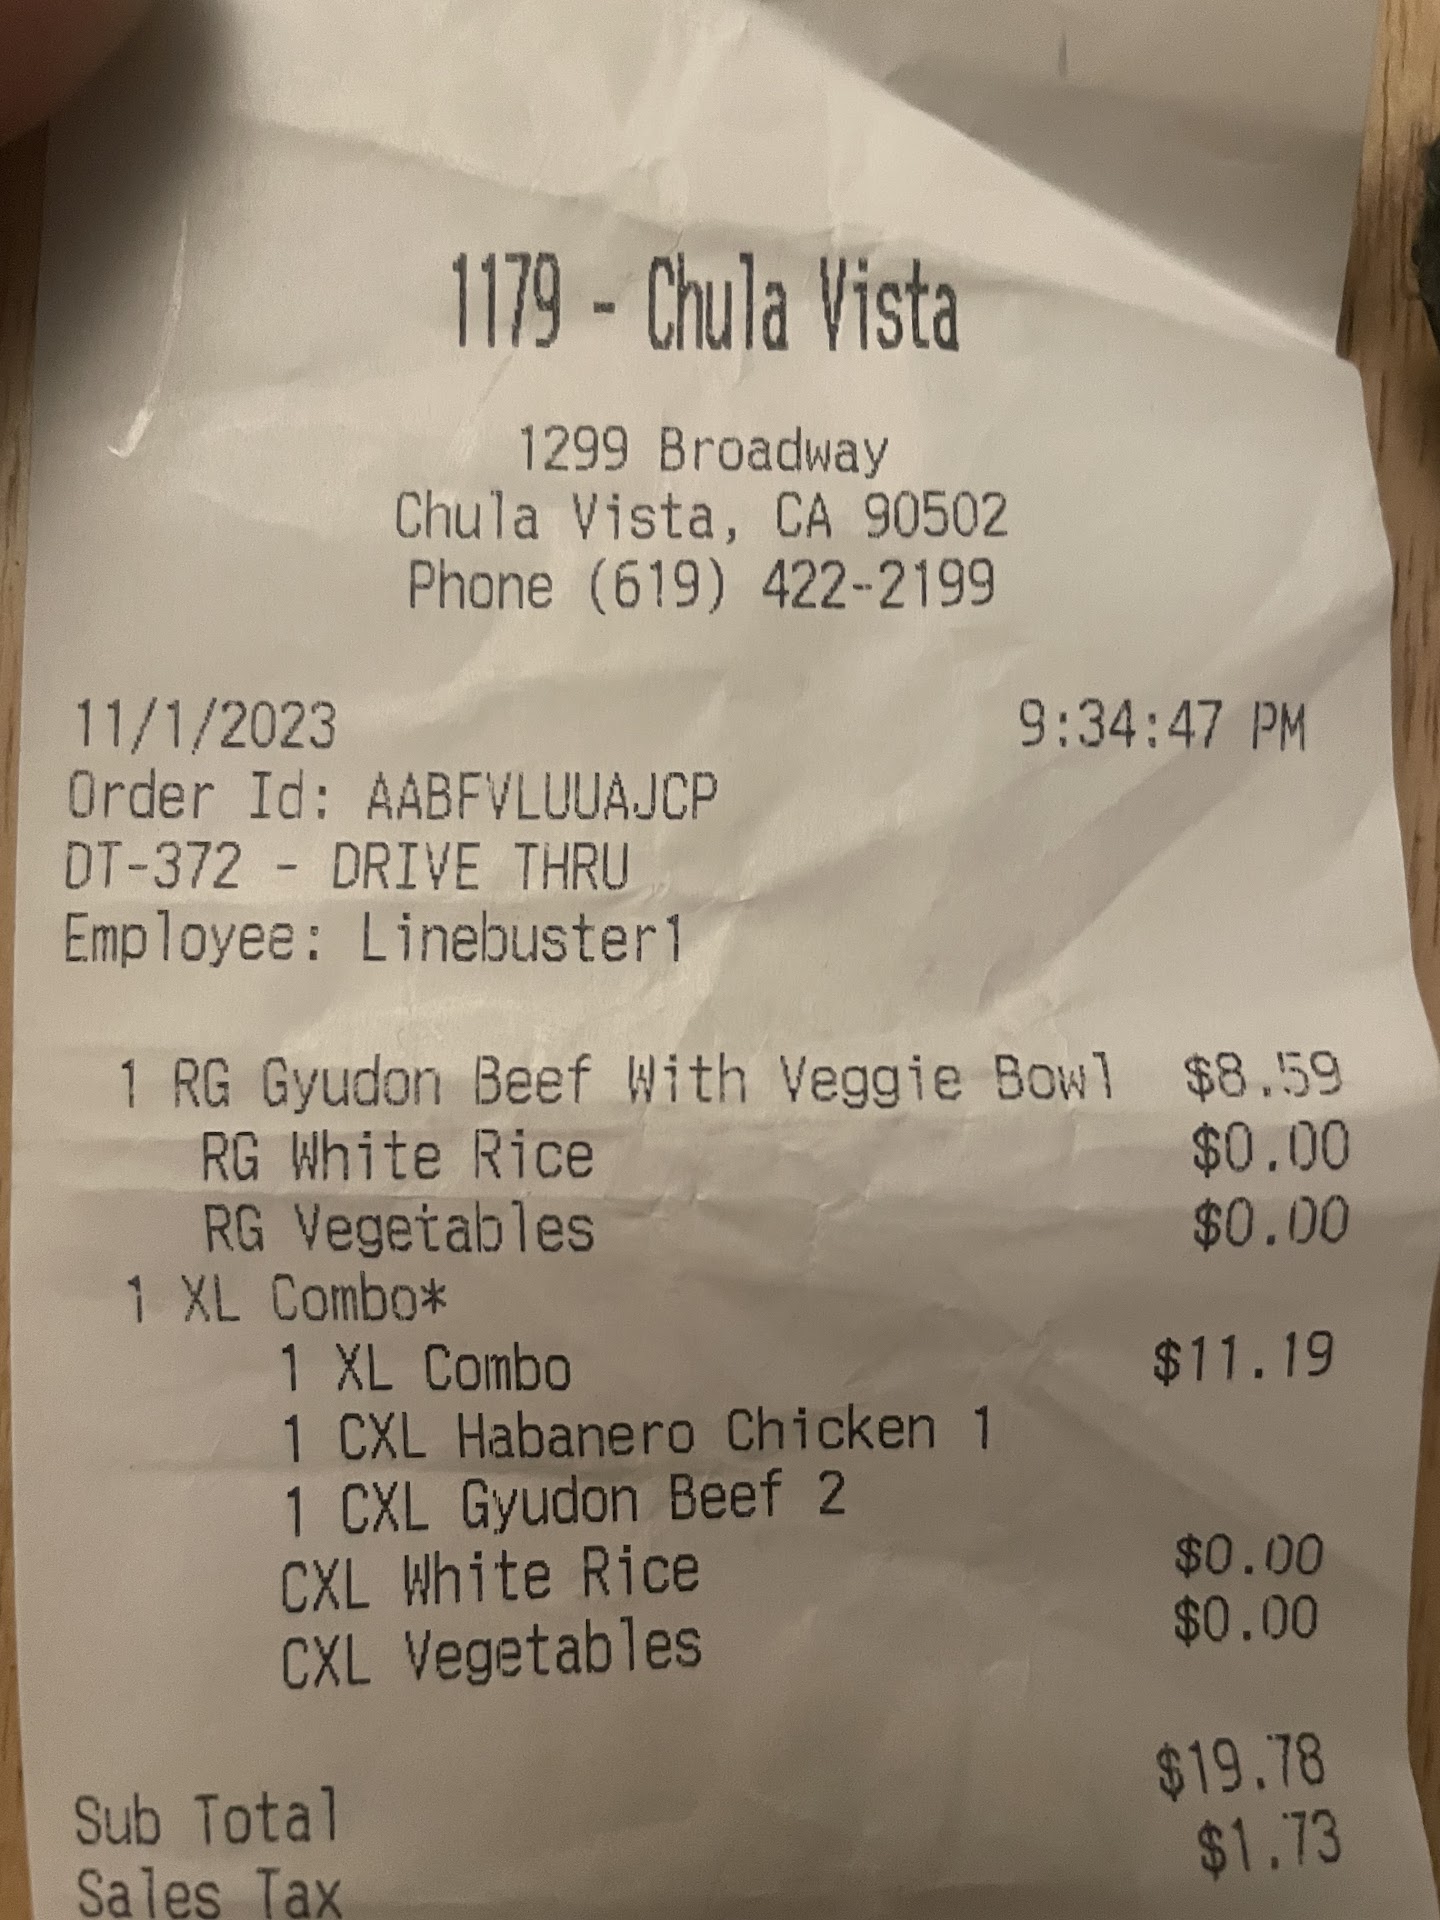 1179 - Chula Vista
1299 Broadway
Chula Vista, CA 90502
Phone (619) 422-2199
11/1/2023 9:34:47 PM
Order Id: AABFVLUUAJCP
DT-372 - DRIVE THRU
Employee: Linebuster1
1 RG Gyudon Beef With Veggie Bowl $8.59
RG White Rice $0.00
RG Vegetables $0.00
1 XL Combo*
1 XL Combo $11.19
1 CXL Habanero Chicken 1
1 CXL Gyudon Beef 2
CXL White Rice $0.00
CXL Vegetables $0.00
Sub Total $19.78
Sales Tax $1.73